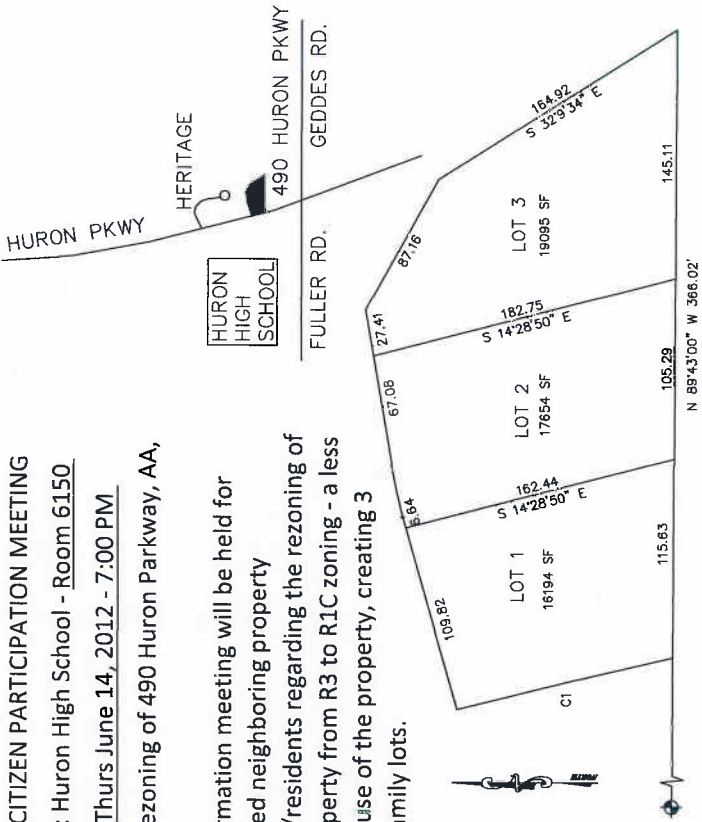 CITIZEN PARTICIPATION MEETING
: Huron High School - Room 6150
Thurs June 14, 2012 - 7:00 PM
ezoning of 490 Huron Parkway, AA,
rmation meeting will be held for
ed neighboring property
/residents regarding the rezoning of
perty from R3 to R1C zoning - a less
use of the property, creating 3
amily lots.
HURON PKWY
HERITAGE
HURON
HIGH
SCHOOL
490 HURON PKWY
FULLER RD.
GEDDES RD.
109.82
5.64
67.08
27.41
87.16
164.92
S 32°9'34" E
C1
LOT 1
16194 SF
162.44
S 14°28'50" E
LOT 2
17654 SF
182.75
S 14°28'50" E
LOT 3
19095 SF
115.63
105.29
145.11
N 89°43'00" W 366.02'